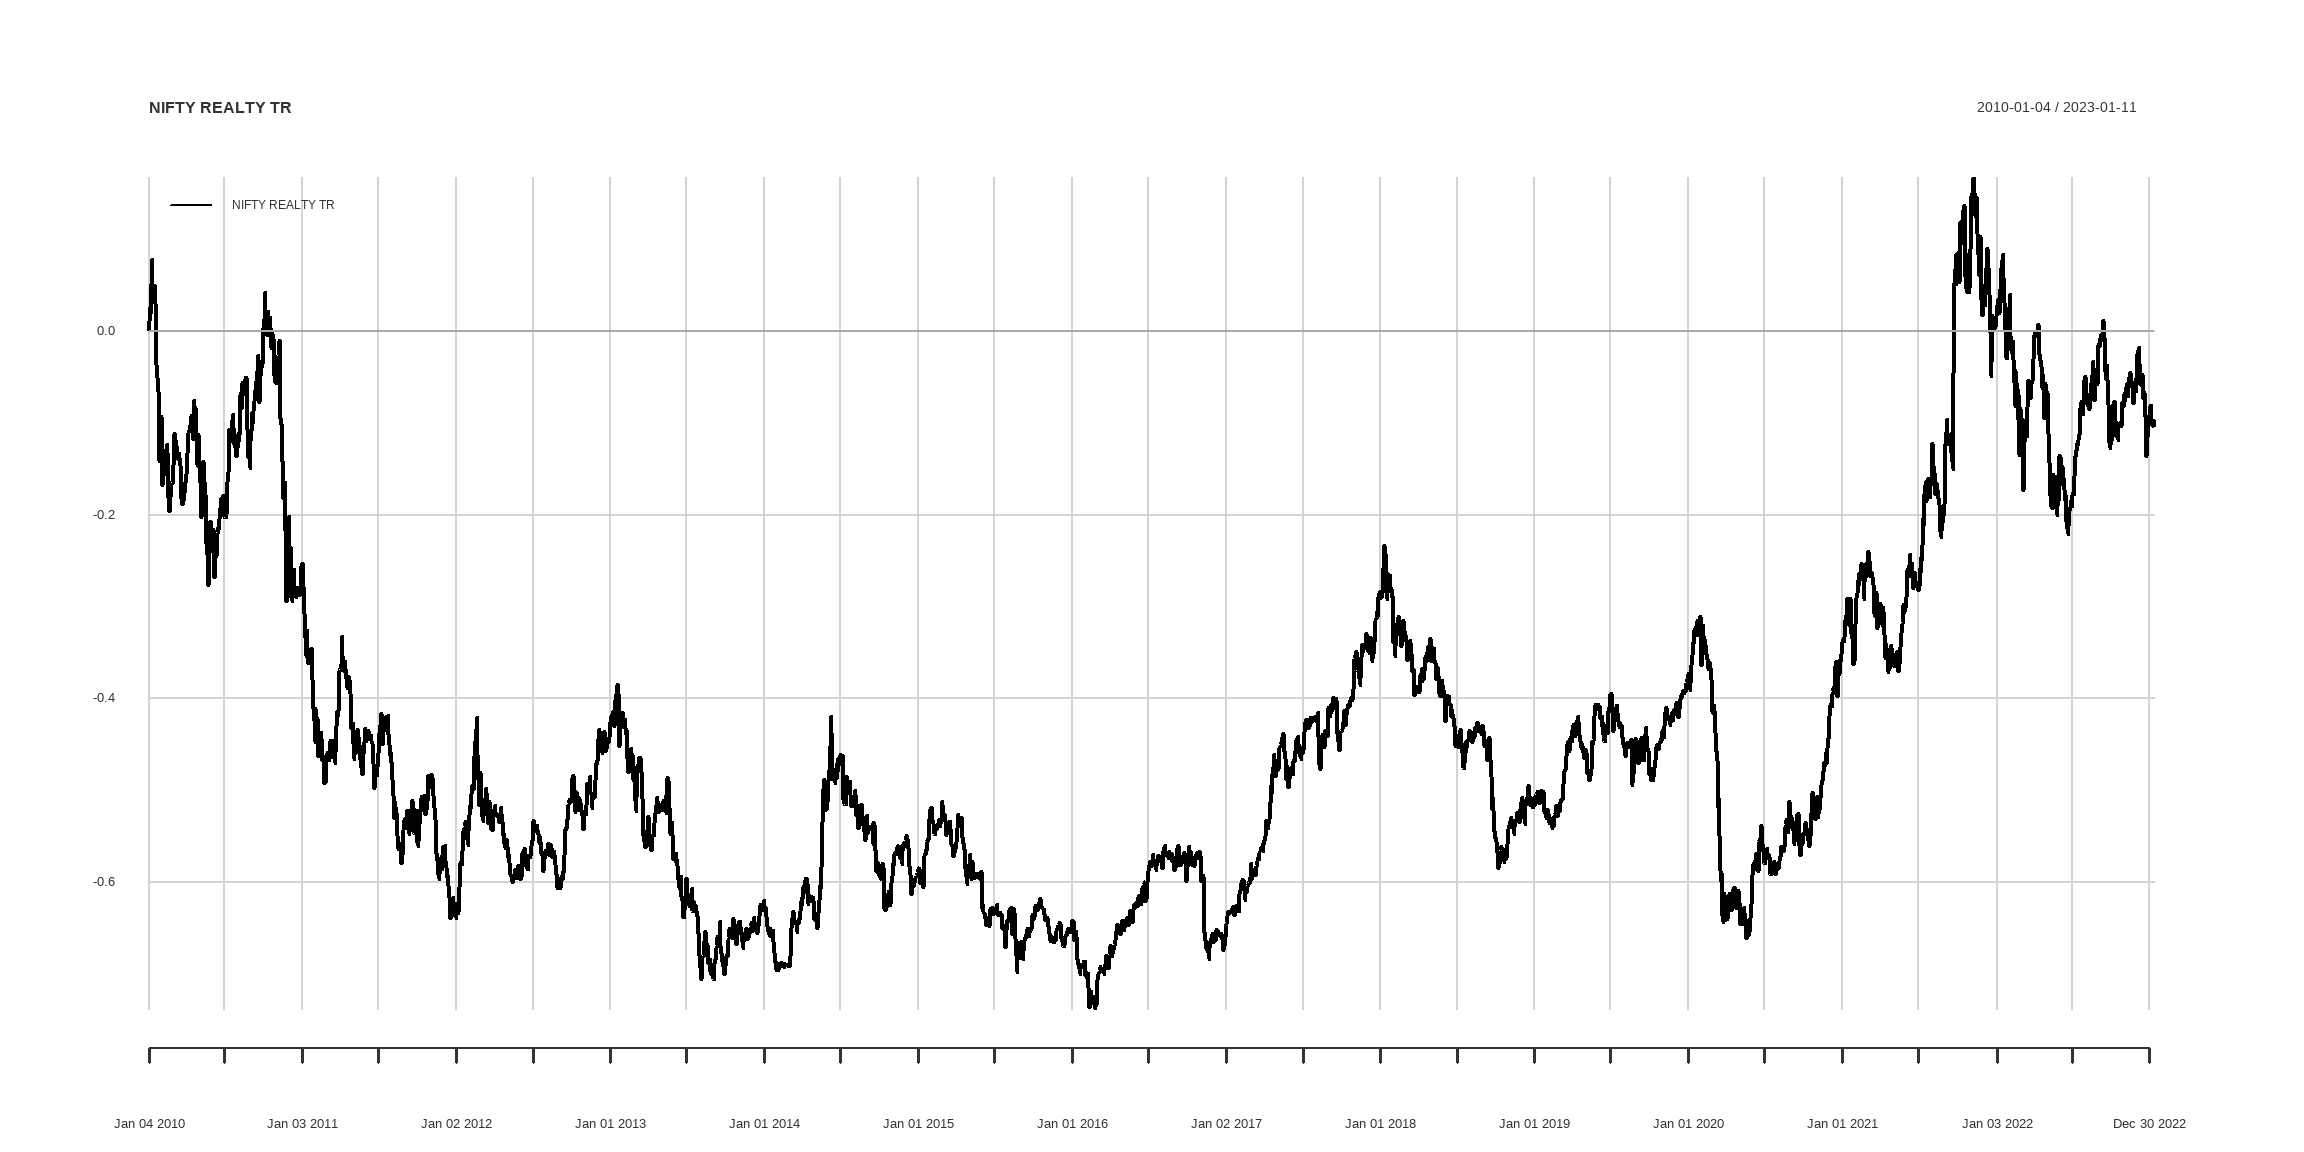 NIFTY REALTY TR
2010-01-04 / 2023-01-11
NIFTY REALTY TR
0.0
-0.2
-0.4
-0.6
Jan 04 2010
Jan 03 2011
Jan 02 2012
Jan 01 2013
Jan 01 2014
Jan 01 2015
Jan 01 2016
Jan 02 2017
Jan 01 2018
Jan 01 2019
Jan 01 2020
Jan 01 2021
Jan 03 2022
Dec 30 2022